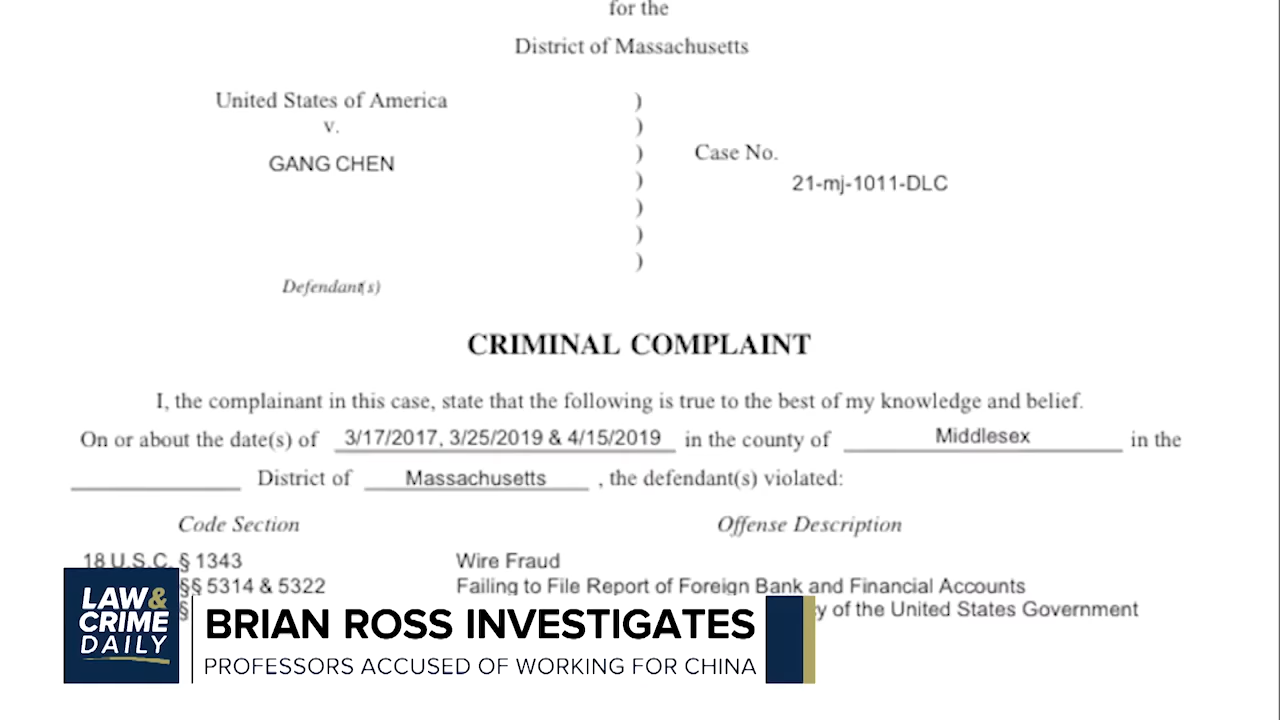 for the
District of Massachusetts
United States of America
v.
GANG CHEN
)
)
)
)
)
)
)
Case No.
21-mj-1011-DLC
Defendant(s)
CRIMINAL COMPLAINT
I, the complainant in this case, state that the following is true to the best of my knowledge and belief.
On or about the date(s) of 3/17/2017, 3/25/2019 & 4/15/2019 in the county of Middlesex in the
District of Massachusetts , the defendant(s) violated:
Code Section Offense Description
18 U.S.C. § 1343 Wire Fraud
§§ 5314 & 5322 Failing to File Report of Foreign Bank and Financial Accounts
§ y of the United States Government
LAW&
CRIME
DAILY
BRIAN ROSS INVESTIGATES
PROFESSORS ACCUSED OF WORKING FOR CHINA